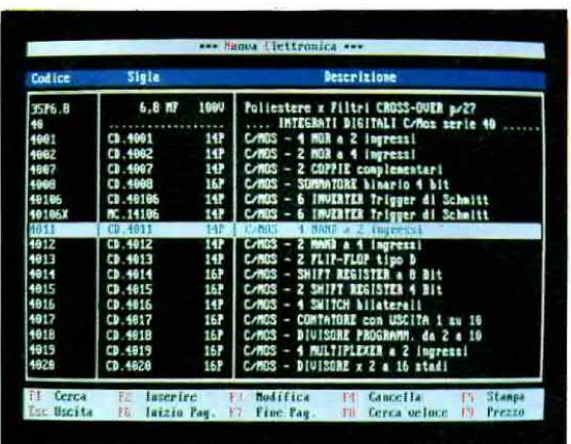 *** Nuova Elettronica ***
Codice Sigla Descrizione
35P6.8 6,8 MF 100V Poliestere x Filtri CROSS-OVER p/27
40 .... INTEGRATI DIGITALI C/Mos serie 40 ......
4001 CD.4001 14P C/MOS - 4 NOR a 2 ingressi
4002 CD.4002 14P C/MOS - 2 NOR a 4 ingressi
4007 CD.4007 14P C/MOS - 2 COPPIE complementari
4008 CD.4008 16P C/MOS - SOMMATORE binario 4 bit
40106 CD.40106 14P C/MOS - 6 INVERTER Trigger di Schmitt
40106X MC.14106 14P C/MOS - 6 INVERTER Trigger di Schmitt
4011 CD.4011 14P C/MOS - 4 NAND a 2 ingressi
4012 CD.4012 14P C/MOS - 2 NAND a 4 ingressi
4013 CD.4013 14P C/MOS - 2 FLIP-FLOP tipo D
4014 CD.4014 16P C/MOS - SHIFT REGISTER a 8 Bit
4015 CD.4015 16P C/MOS - 2 SHIFT REGISTER 4 Bit
4016 CD.4016 14P C/MOS - 4 SWITCH bilaterali
4017 CD.4017 16P C/MOS - CONTATORE con USCITA 1 su 10
4018 CD.4018 16P C/MOS - DIVISORE PROGRAMM. da 2 a 10
4019 CD.4019 16P C/MOS - 4 MULTIPLEXER a 2 ingressi
4020 CD.4020 16P C/MOS - DIVISORE x 2 a 16 stadi
F1 Cerca F2 Inserire F3 Modifica F4 Cancella F5 Stampa
Esc Uscita F6 Inizio Pag. F7 Fine Pag. F8 Cerca veloce F9 Prezzo